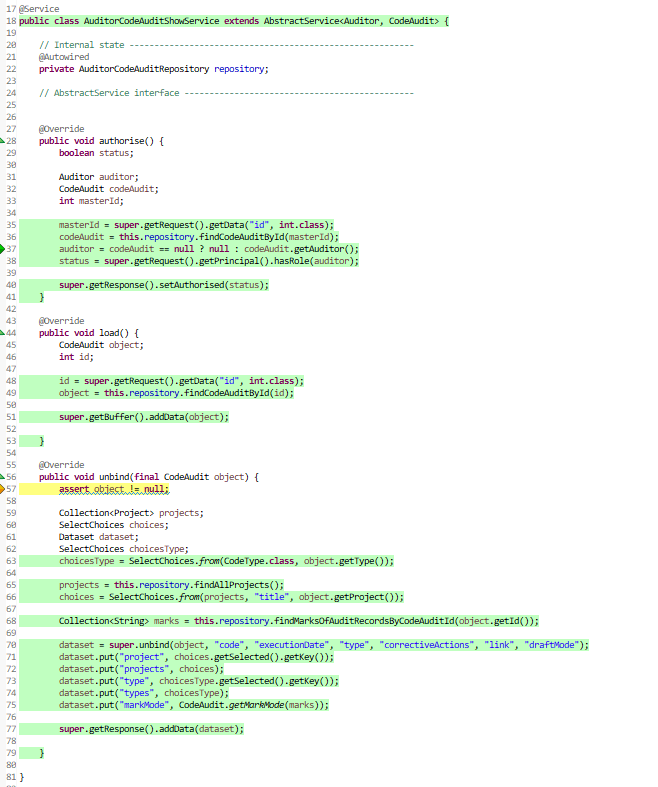 17 @Service
18 public class AuditorCodeAuditShowService extends AbstractService<Auditor, CodeAudit> {
19
20 // Internal state ---------------------------------------------------------
21 @Autowired
22 private AuditorCodeAuditRepository repository;
23
24 // AbstractService interface ----------------------------------------------
25
26
27 @Override
28 public void authorise() {
29 boolean status;
30
31 Auditor auditor;
32 CodeAudit codeAudit;
33 int masterId;
34
35 masterId = super.getRequest().getData("id", int.class);
36 codeAudit = this.repository.findCodeAuditById(masterId);
37 auditor = codeAudit == null ? null : codeAudit.getAuditor();
38 status = super.getRequest().getPrincipal().hasRole(auditor);
39
40 super.getResponse().setAuthorised(status);
41 }
42
43 @Override
44 public void load() {
45 CodeAudit object;
46 int id;
47
48 id = super.getRequest().getData("id", int.class);
49 object = this.repository.findCodeAuditById(id);
50
51 super.getBuffer().addData(object);
52
53 }
54
55 @Override
56 public void unbind(final CodeAudit object) {
57 assert object != null;
58
59 Collection<Project> projects;
60 SelectChoices choices;
61 Dataset dataset;
62 SelectChoices choicesType;
63 choicesType = SelectChoices.from(CodeType.class, object.getType());
64
65 projects = this.repository.findAllProjects();
66 choices = SelectChoices.from(projects, "title", object.getProject());
67
68 Collection<String> marks = this.repository.findMarksOfAuditRecordsByCodeAuditId(object.getId());
69
70 dataset = super.unbind(object, "code", "executionDate", "type", "correctiveActions", "link", "draftMode");
71 dataset.put("project", choices.getSelected().getKey());
72 dataset.put("projects", choices);
73 dataset.put("type", choicesType.getSelected().getKey());
74 dataset.put("types", choicesType);
75 dataset.put("markMode", CodeAudit.getMarkMode(marks));
76
77 super.getResponse().addData(dataset);
78
79 }
80
81 }